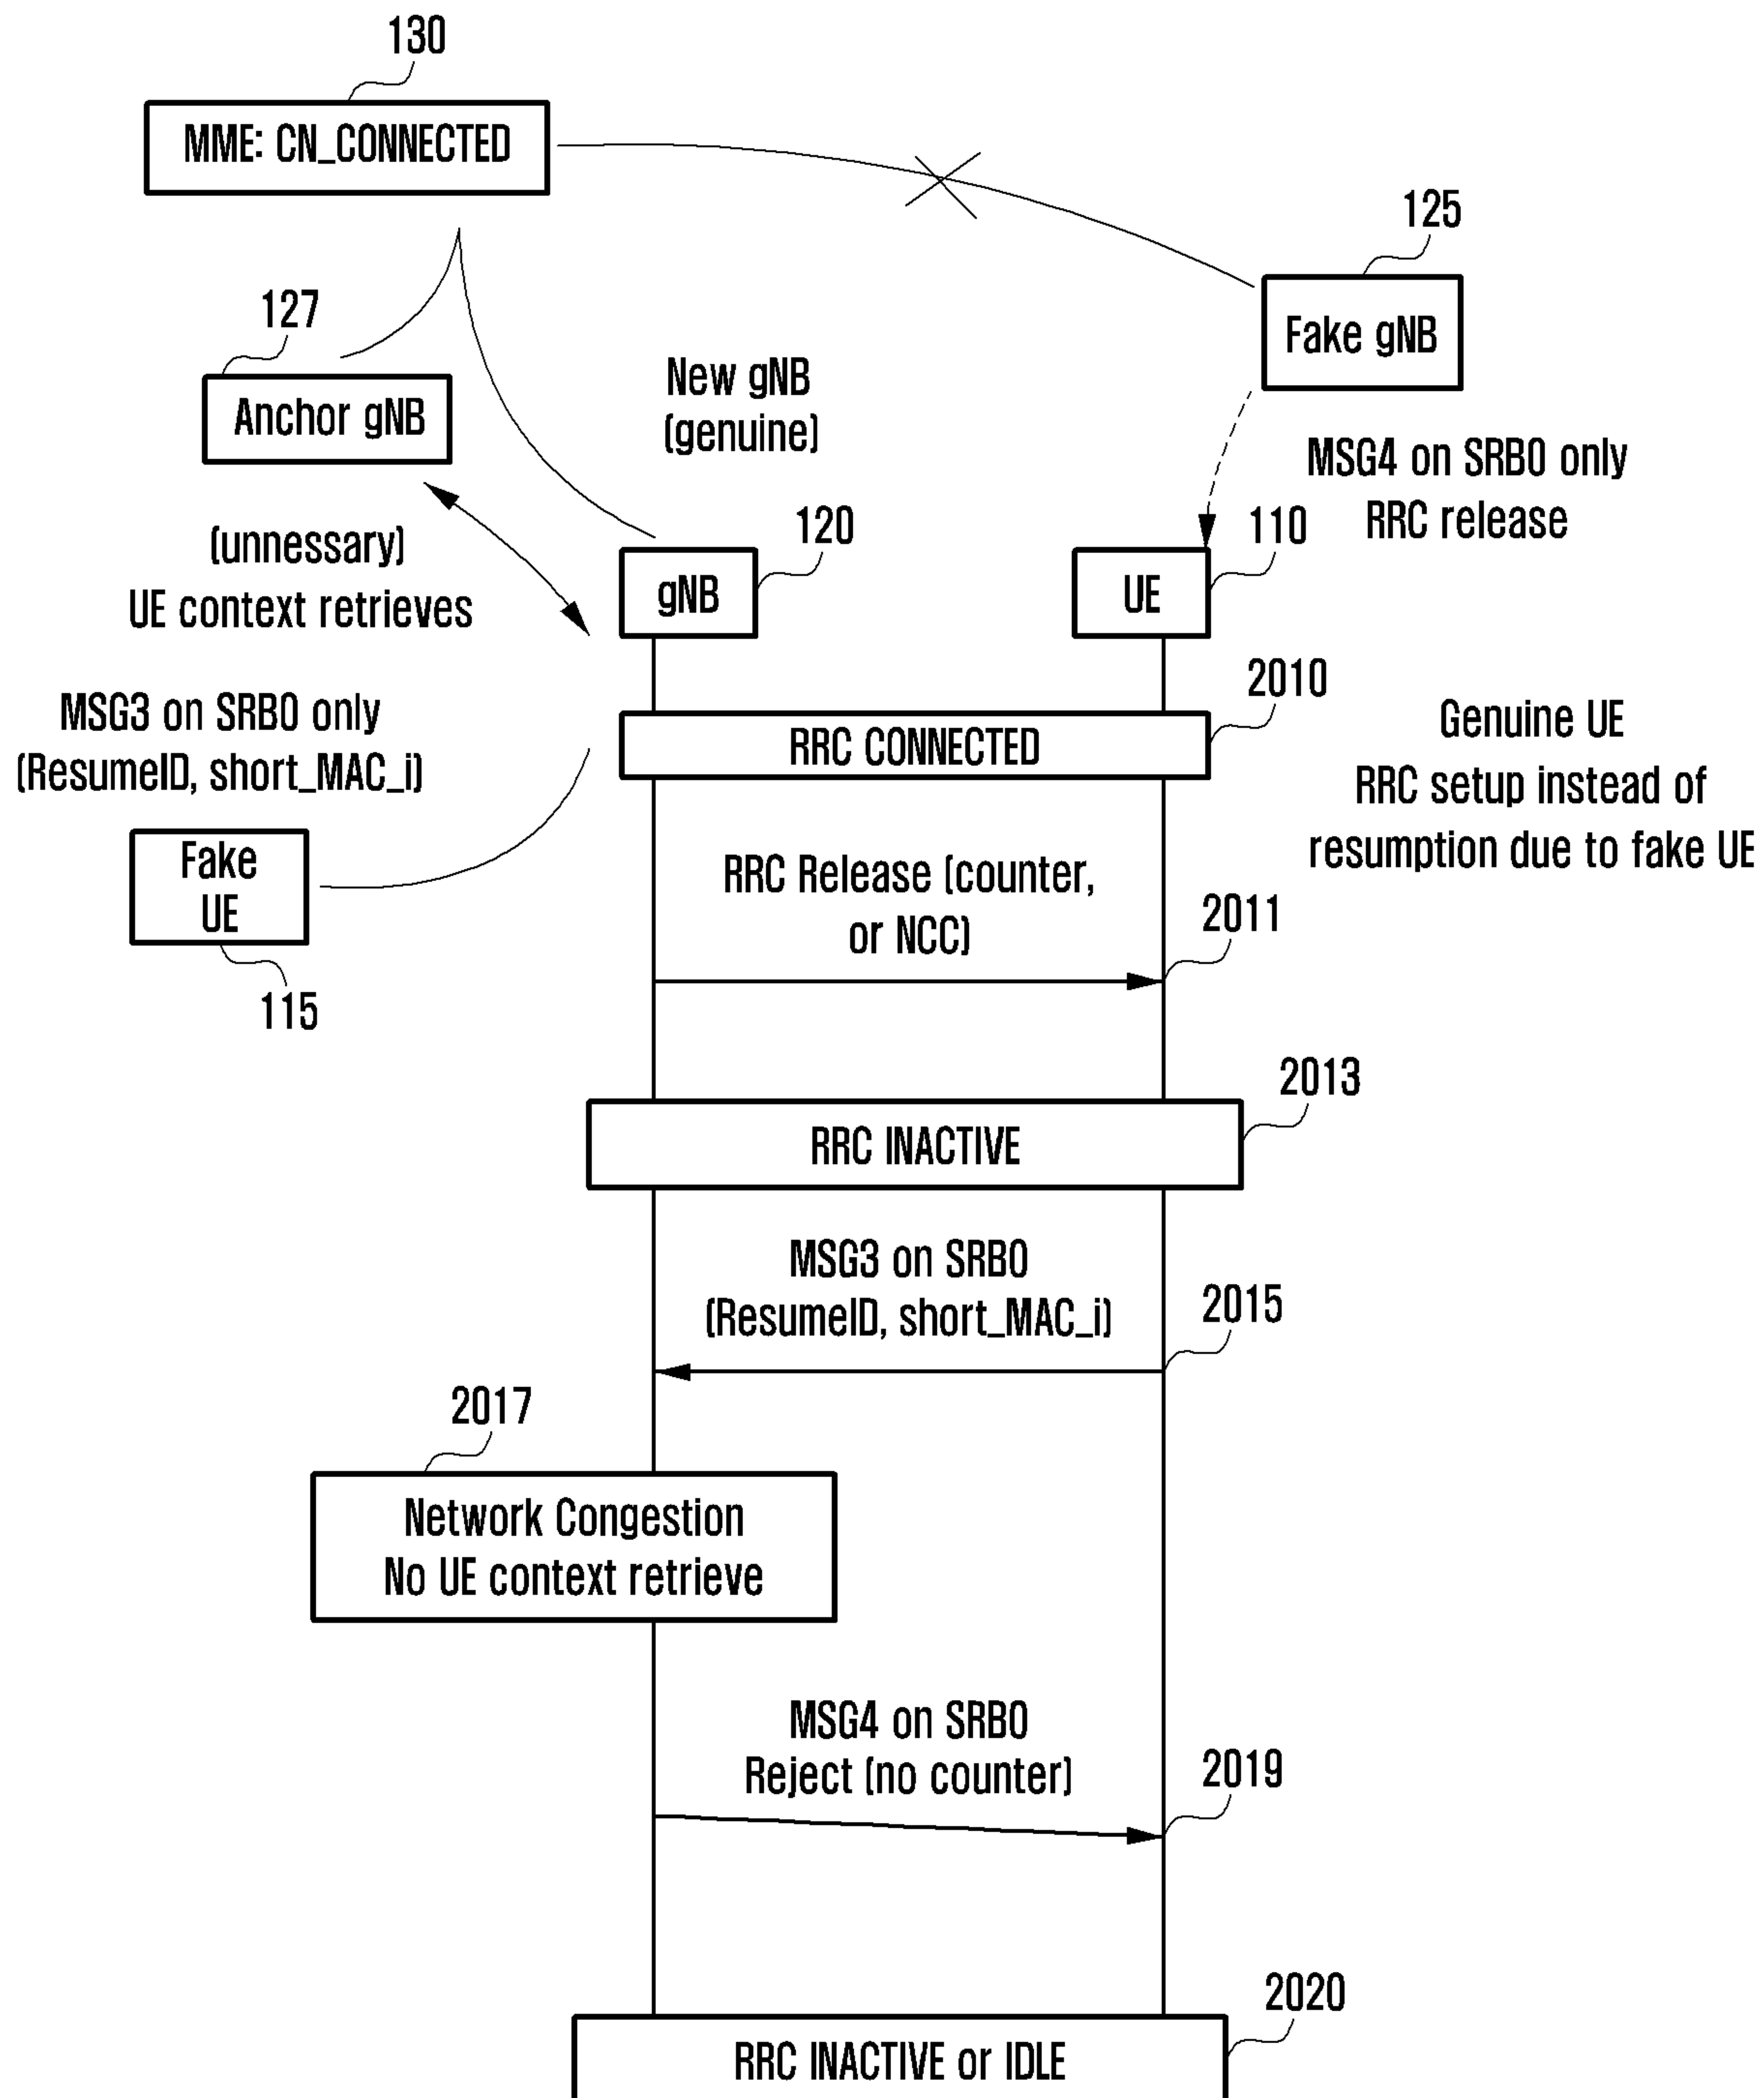 130
MME: CN_CONNECTED
125
Fake gNB
127
Anchor gNB
New gNB
(genuine)
MSG4 on SRB0 only
RRC release
120
110
(unnessary)
UE context retrieves
gNB
UE
2010
MSG3 on SRB0 only
(ResumeID, short_MAC_i)
RRC CONNECTED
Genuine UE
RRC setup instead of
resumption due to fake UE
Fake
UE
115
RRC Release (counter,
or NCC)
2011
2013
RRC INACTIVE
MSG3 on SRB0
(ResumeID, short_MAC_i)
2015
2017
Network Congestion
No UE context retrieve
MSG4 on SRB0
Reject (no counter)
2019
2020
RRC INACTIVE or IDLE